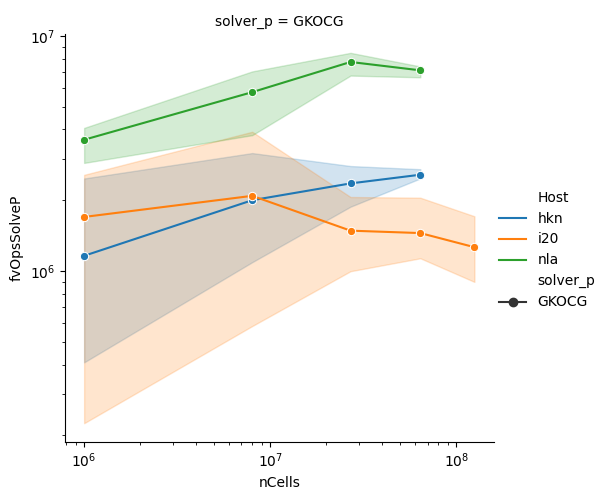 solver_p = GKOCG
10^7
10^6
fvOpsSolveP
10^6
10^7
10^8
nCells
Host
hkn
i20
nla
solver_p
GKOCG